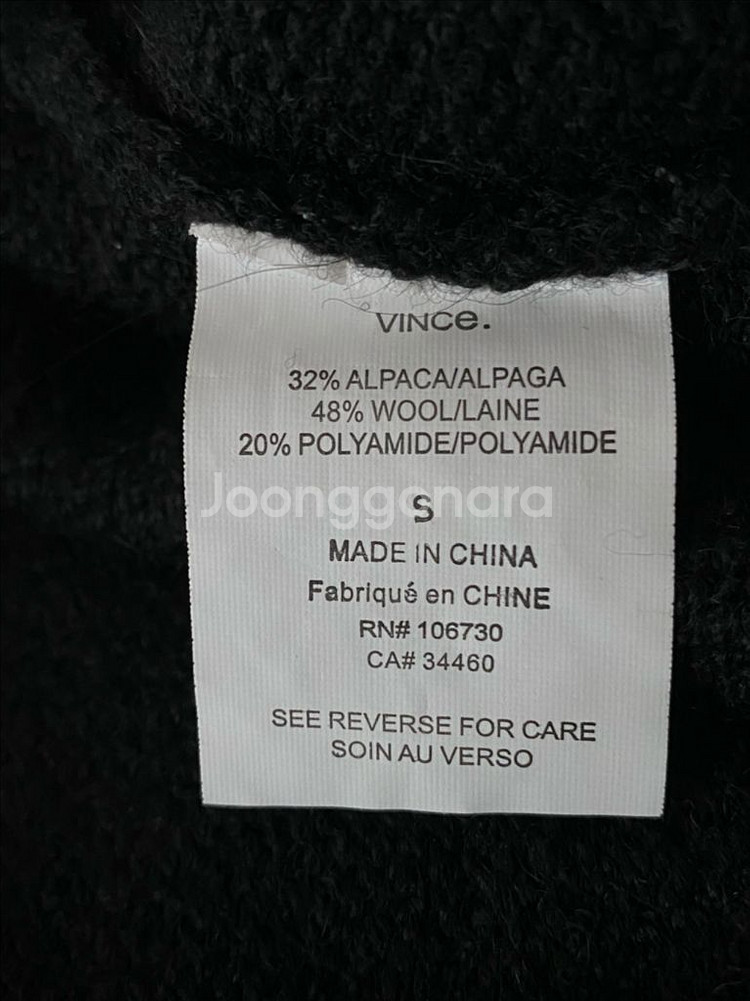 VINCe.
32% ALPACA/ALPAGA
48% WOOL/LAINE
20% POLYAMIDE/POLYAMIDE
Joonggonara
S
MADE IN CHINA
Fabriqué en CHINE
RN# 106730
CA# 34460
SEE REVERSE FOR CARE
SOIN AU VERSO